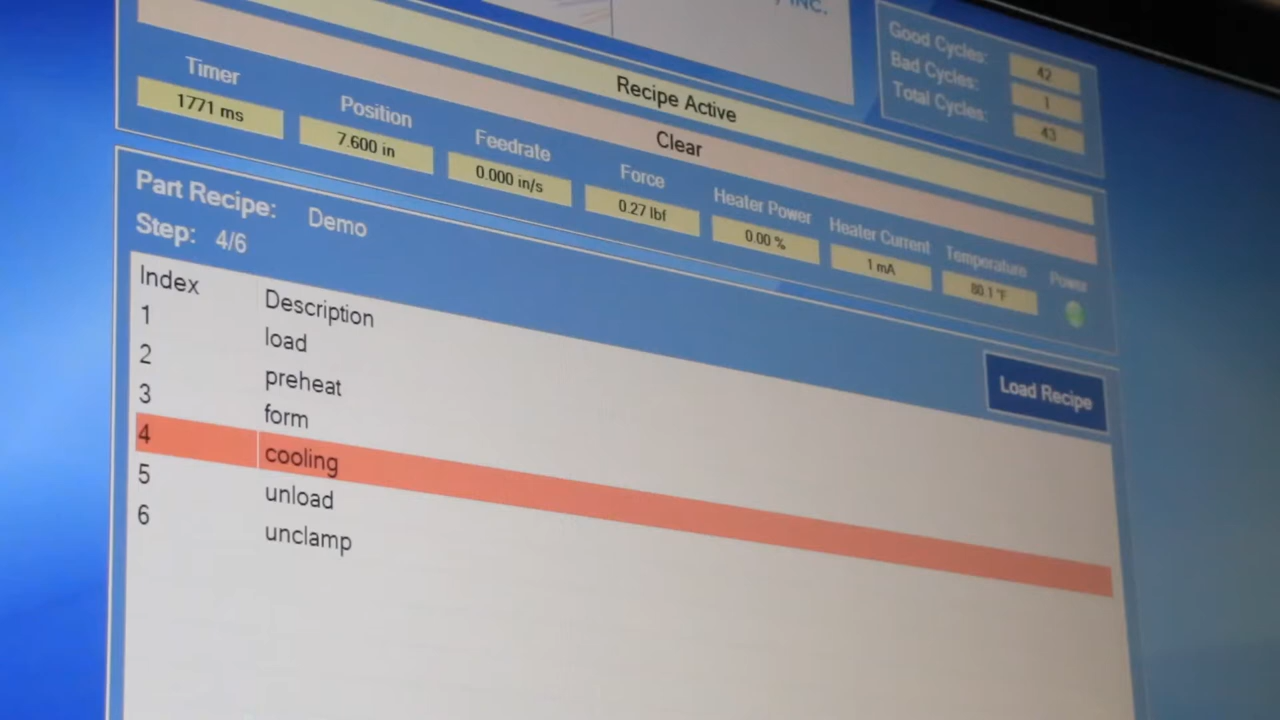 INC.
Good Cycles: 42
Bad Cycles: 1
Total Cycles: 43
Recipe Active
Clear
Timer Position Feedrate Force Heater Power Heater Current Temperature Power
1771 ms 7.600 in 0.000 in/s 0.27 lbf 0.00 % 1 mA 80.1 °F
Part Recipe: Demo
Step: 4/6
Load Recipe
Index Description
1 load
2 preheat
3 form
4 cooling
5 unload
6 unclamp